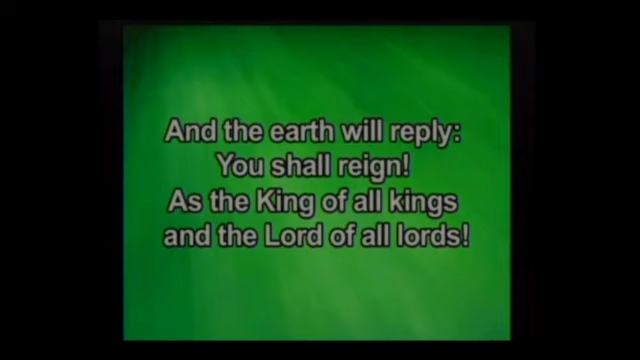 And the earth will reply:
You shall reign!
As the King of all kings
and the Lord of all lords!